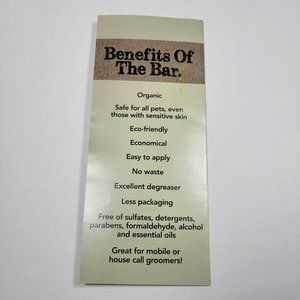 Benefits Of
The Bar.
Organic
Safe for all pets, even
those with sensitive skin
Eco-friendly
Economical
Easy to apply
No waste
Excellent degreaser
Less packaging
Free of sulfates, detergents,
parabens, formaldehyde, alcohol
and essential oils
Great for mobile or
house call groomers!